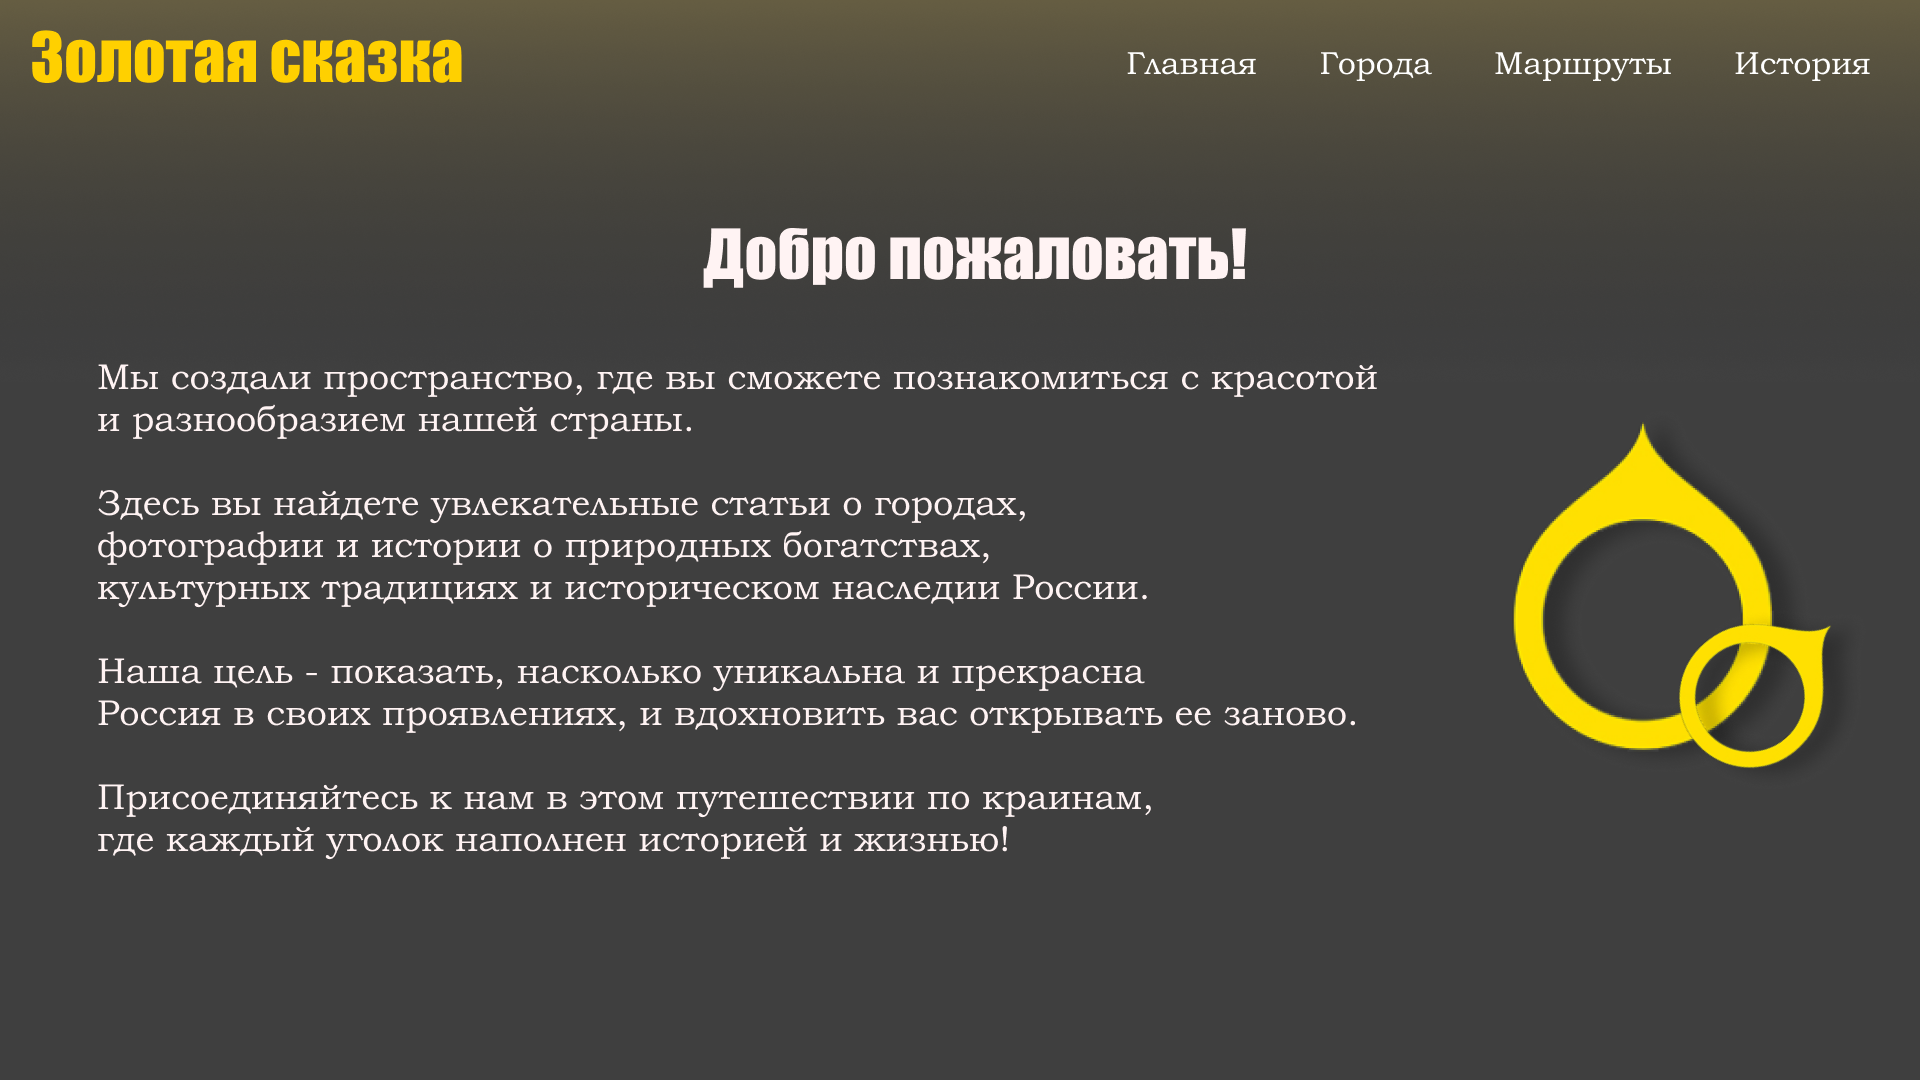 Золотая сказка
Главная
Города
Маршруты
История
Добро пожаловать!
Мы создали пространство, где вы сможете познакомиться с красотой
и разнообразием нашей страны.
Здесь вы найдете увлекательные статьи о городах,
фотографии и истории о природных богатствах,
культурных традициях и историческом наследии России.
Наша цель - показать, насколько уникальна и прекрасна
Россия в своих проявлениях, и вдохновить вас открывать ее заново.
Присоединяйтесь к нам в этом путешествии по краинам,
где каждый уголок наполнен историей и жизнью!